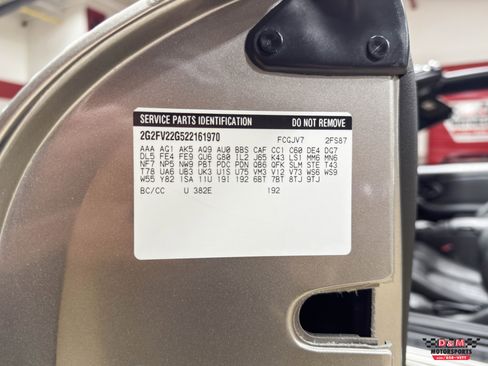 SERVICE PARTS IDENTIFICATION DO NOT REMOVE
2G2FV22G522161970 FCGJV7 2FS87
AAA AG1 AK5 AQ9 AU0 BBS CAF CC1 C60 DE4 DG7
DL5 FE4 FE9 GU6 G80 IL2 J65 K43 LS1 MM6 MN6
NF7 NP5 NW9 PBT PDC PDN QB6 QFK SLM STE T43
T78 UA6 UB3 UK3 U1S U75 VM3 V12 V73 WS6 WS9
W55 Y82 1SA 11U 19I 192 6BT 7BT 8TJ 9TJ
BC/CC U 382E 192
D&M
MOTORSPORTS